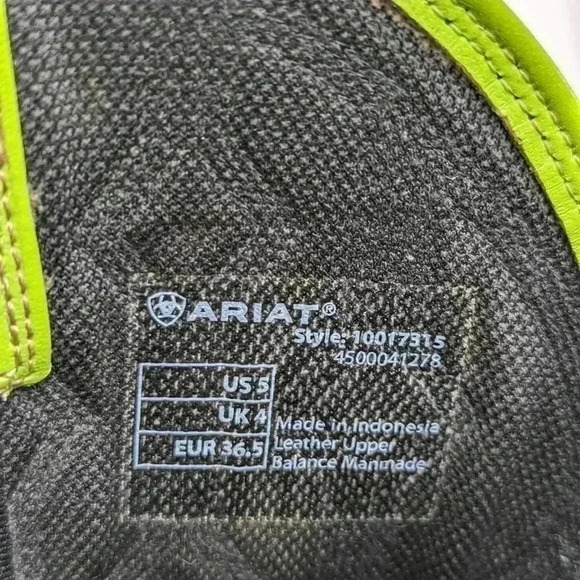 ARIAT®
Style: 10017315
4500041278
US 5
UK 4
EUR 36.5
Made in Indonesia
Leather Upper
Balance Manmade